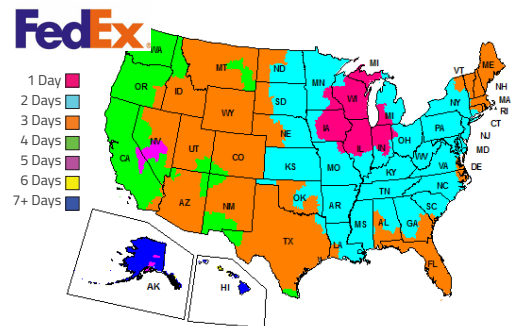 FedEx
1 Day
2 Days
3 Days
4 Days
5 Days
6 Days
7+ Days
WA
OR
CA
ID
NV
MT
WY
UT
AZ
CO
NM
ND
SD
NE
KS
OK
TX
MN
IA
MO
AR
LA
WI
IL
MI
MI
IN
OH
KY
TN
MS
AL
GA
FL
SC
NC
VA
WV
PA
NY
VT
ME
NH
MA
RI
CT
NJ
MD
DE
AK
HI